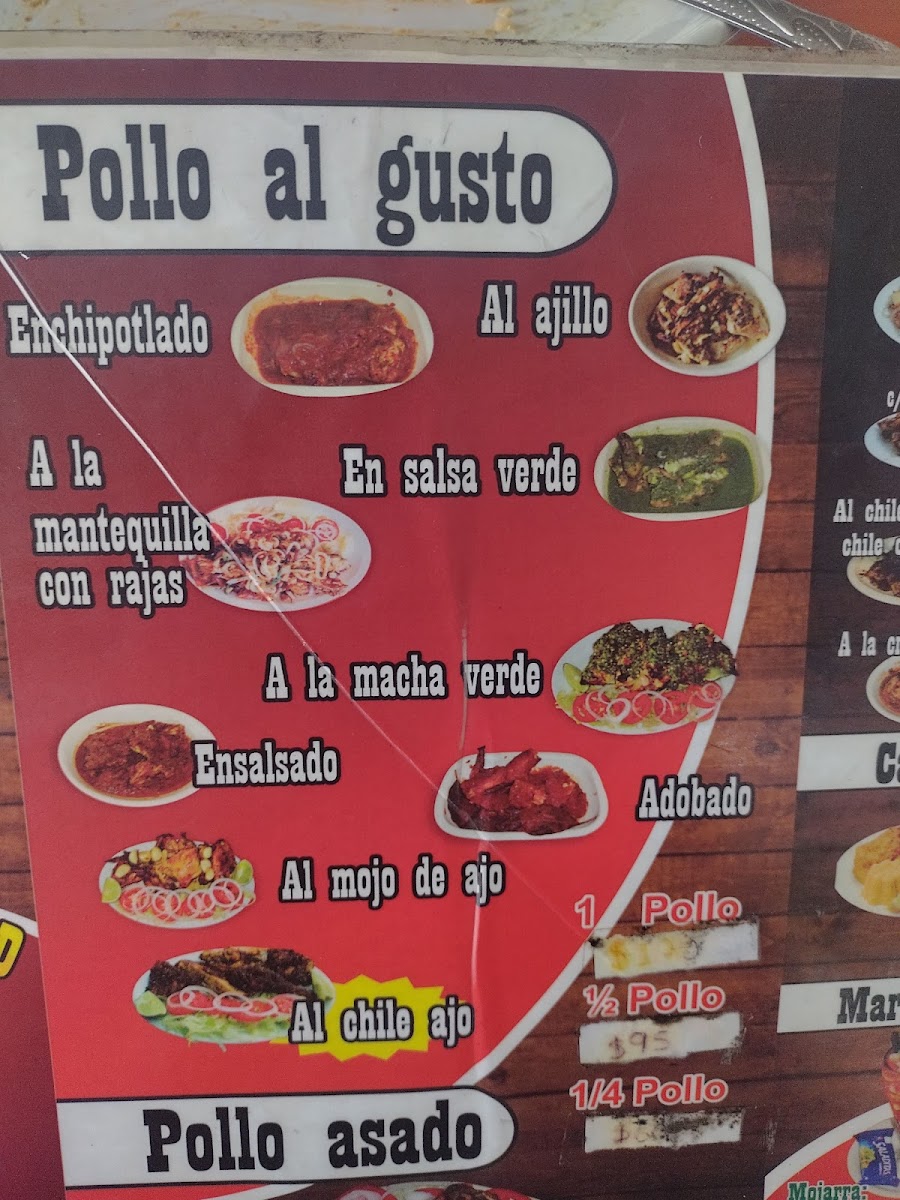 Pollo al gusto
Enchipotlado
Al ajillo
A la
mantequilla
con rajas
En salsa verde
A la macha verde
Ensalsado
Adobado
Al mojo de ajo
Al chile ajo
1 Pollo
½ Pollo
$95
1/4 Pollo
Pollo asado
c/
Al chile
chile
A la
Mojarra: